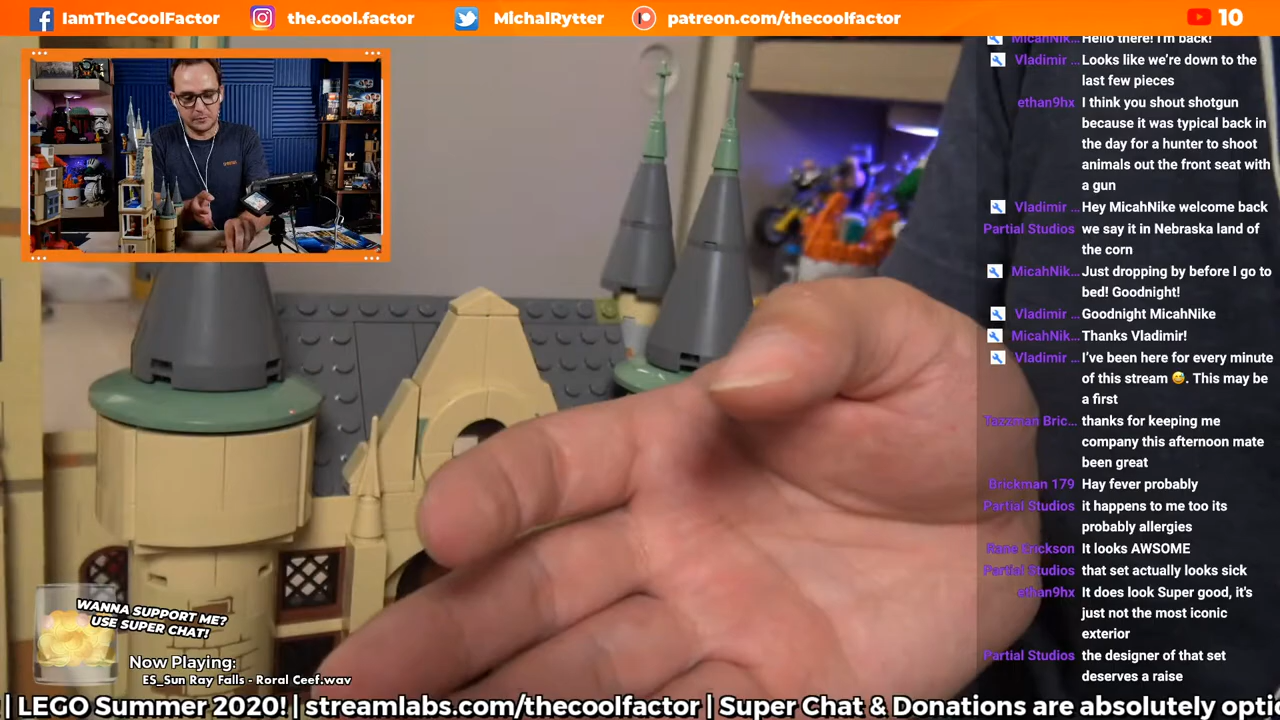 IamTheCoolFactor the.cool.factor MichalRytter patreon.com/thecoolfactor 10
MicahNik... Hello there! I'm back!
Vladimir ... Looks like we're down to the
last few pieces
ethan9hx I think you shout shotgun
because it was typical back in
the day for a hunter to shoot
animals out the front seat with
a gun
Vladimir ... Hey MicahNike welcome back
Partial Studios we say it in Nebraska land of
the corn
MicahNik... Just dropping by before I go to
bed! Goodnight!
Vladimir ... Goodnight MicahNike
MicahNik... Thanks Vladimir!
Vladimir ... I've been here for every minute
of this stream 😅. This may be
a first
Tazzman Bric... thanks for keeping me
company this afternoon mate
been great
Brickman 179 Hay fever probably
Partial Studios it happens to me too its
probably allergies
Rane Erickson It looks AWSOME
Partial Studios that set actually looks sick
ethan9hx It does look Super good, it's
just not the most iconic
exterior
Partial Studios the designer of that set
deserves a raise
WANNA SUPPORT ME?
USE SUPER CHAT!
Now Playing:
ES_Sun Ray Falls - Roral Ceef.wav
| LEGO Summer 2020! | streamlabs.com/thecoolfactor | Super Chat & Donations are absolutely optio